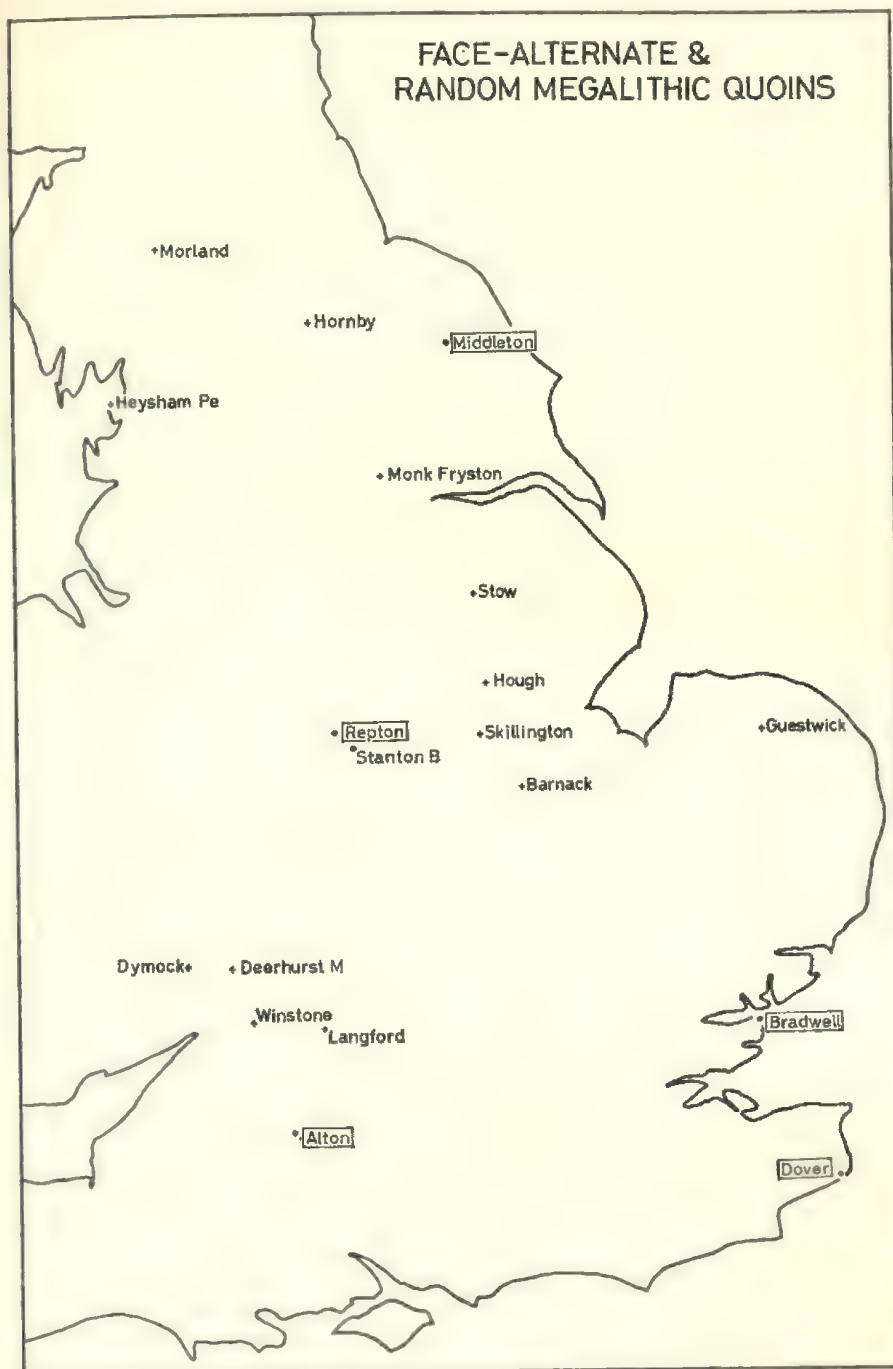 FACE-ALTERNATE &
RANDOM MEGALITHIC QUOINS
Morland
Hornby
Middleton
Heysham Pe
Monk Fryston
Stow
Hough
Repton
Skillington
Guestwick
Stanton B
Barnack
Dymock
Deerhurst M
Winstone
Langford
Bradwell
Alton
Dover